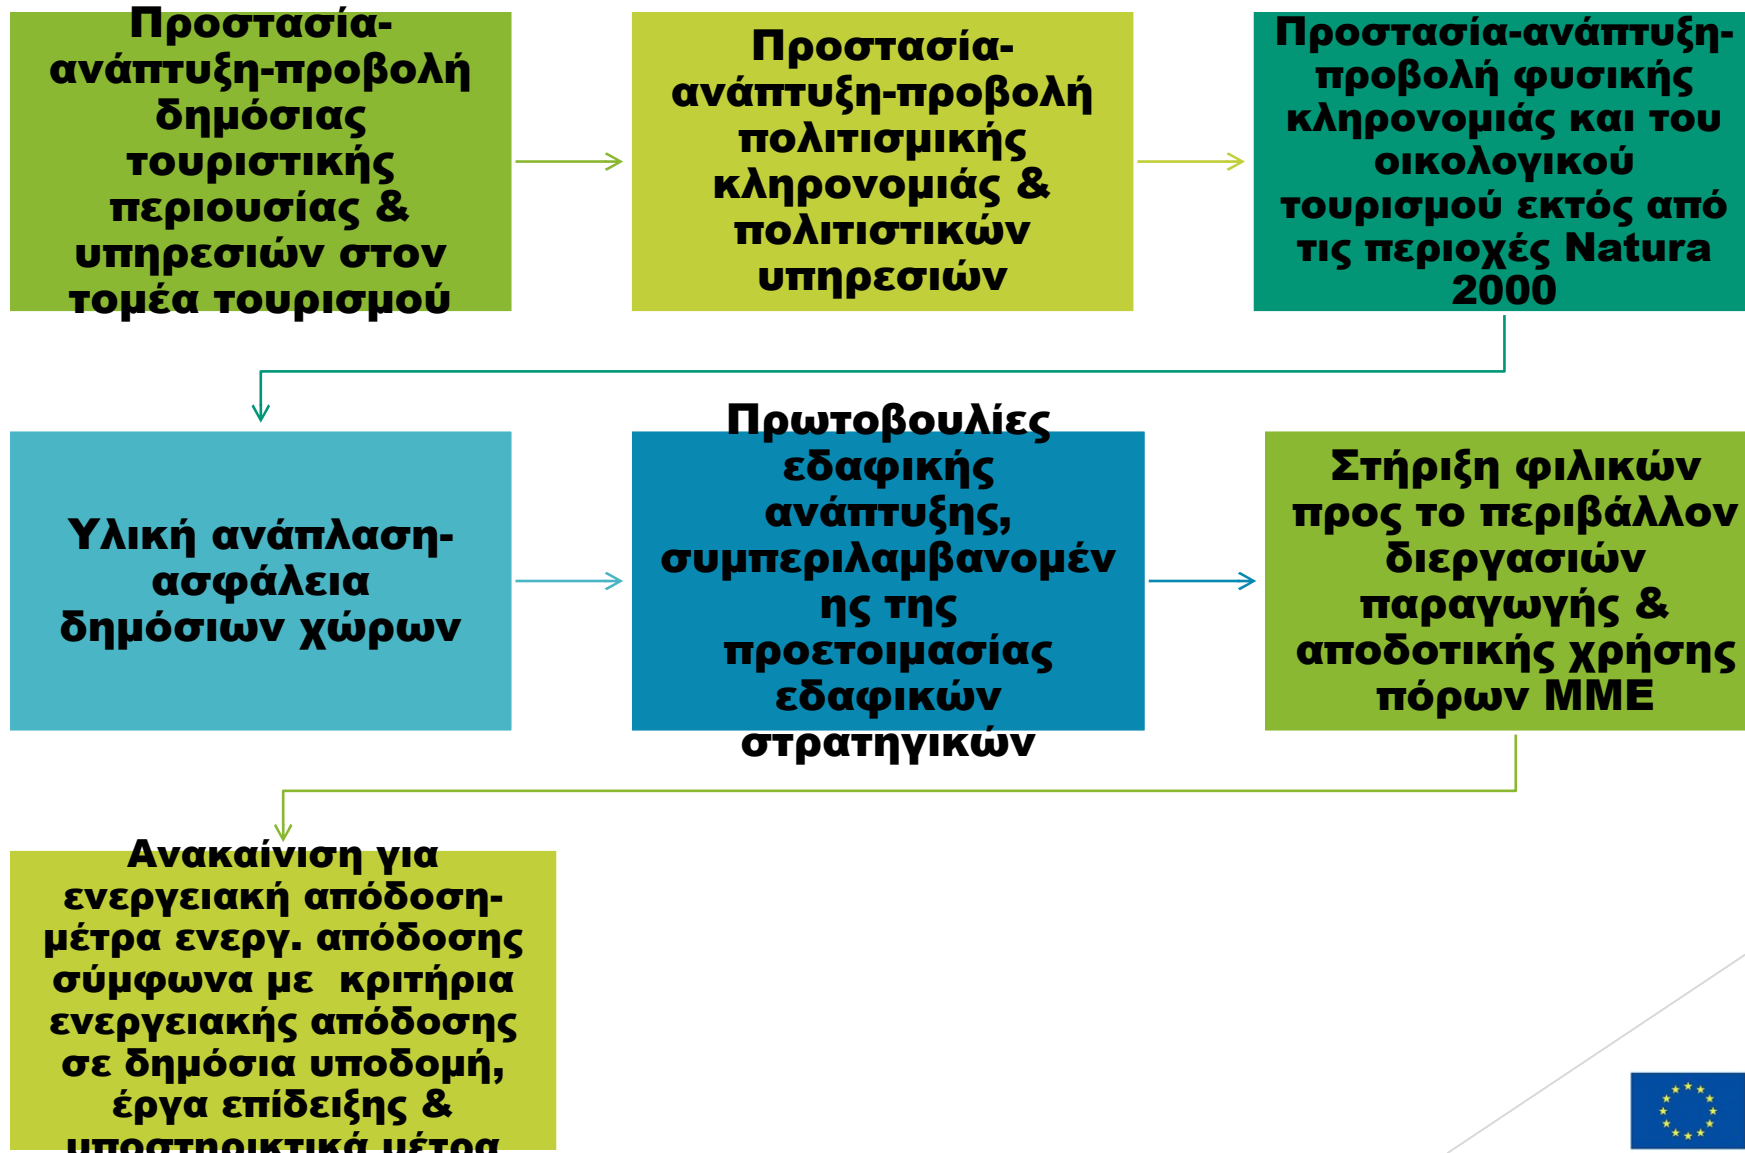 Προστασία-
ανάπτυξη-προβολή
δημόσιας
τουριστικής
περιουσίας &
υπηρεσιών στον
τομέα τουρισμού
Προστασία-
ανάπτυξη-προβολή
πολιτισμικής
κληρονομιάς &
πολιτιστικών
υπηρεσιών
Προστασία-ανάπτυξη-
προβολή φυσικής
κληρονομιάς και του
οικολογικού
τουρισμού εκτός από
τις περιοχές Natura
2000
Υλική ανάπλαση-
ασφάλεια
δημόσιων χώρων
Πρωτοβουλίες
εδαφικής
ανάπτυξης,
συμπεριλαμβανομέν
ης της
προετοιμασίας
εδαφικών
στρατηγικών
Στήριξη φιλικών
προς το περιβάλλον
διεργασιών
παραγωγής &
αποδοτικής χρήσης
πόρων ΜΜΕ
Ανακαίνιση για
ενεργειακή απόδοση-
μέτρα ενεργ. απόδοσης
σύμφωνα με  κριτήρια
ενεργειακής απόδοσης
σε δημόσια υποδομή,
έργα επίδειξης &
υποστηρικτικά μέτρα